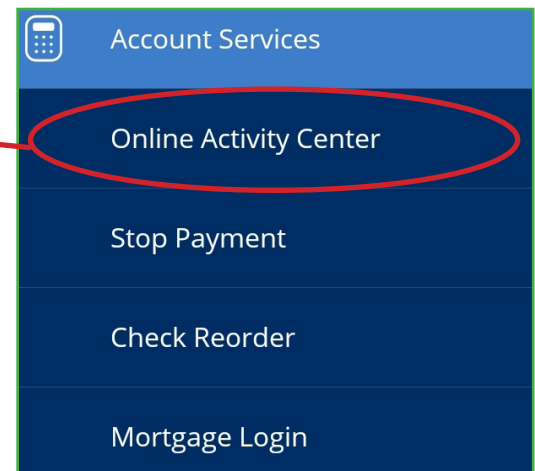 Account Services
Online Activity Center
Stop Payment
Check Reorder
Mortgage Login